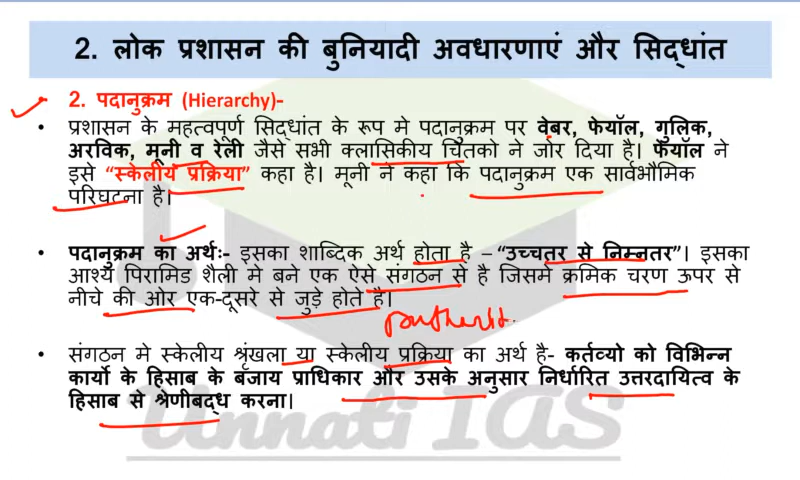 2. लोक प्रशासन की बुनियादी अवधारणाएं और सिद्धांत
2. पदानुक्रम (Hierarchy)-
• प्रशासन के महत्वपूर्ण सिद्धांत के रूप मे पदानुक्रम पर वेबर, फेयॉल, गुलिक,
अरविक, मूनी व रेली जैसे सभी क्लासिकीय चिंतको ने जोर दिया है। फेयॉल ने
इसे “स्केलीय प्रक्रिया” कहा है। मूनी ने कहा कि पदानुक्रम एक सार्वभौमिक
परिघटना है।
• पदानुक्रम का अर्थ:- इसका शाब्दिक अर्थ होता है – “उच्चतर से निम्नतर”। इसका
आश्य पिरामिड शैली मे बने एक ऐसे संगठन से है जिसमे क्रमिक चरण ऊपर से
नीचे की ओर एक-दूसरे से जुड़े होते है।
• संगठन मे स्केलीय श्रृंखला या स्केलीय प्रक्रिया का अर्थ है- कर्तव्यो को विभिन्न
कार्यो के हिसाब के बजाय प्राधिकार और उसके अनुसार निर्धारित उत्तरदायित्व के
हिसाब से श्रेणीबद्ध करना।
Unnati IAS